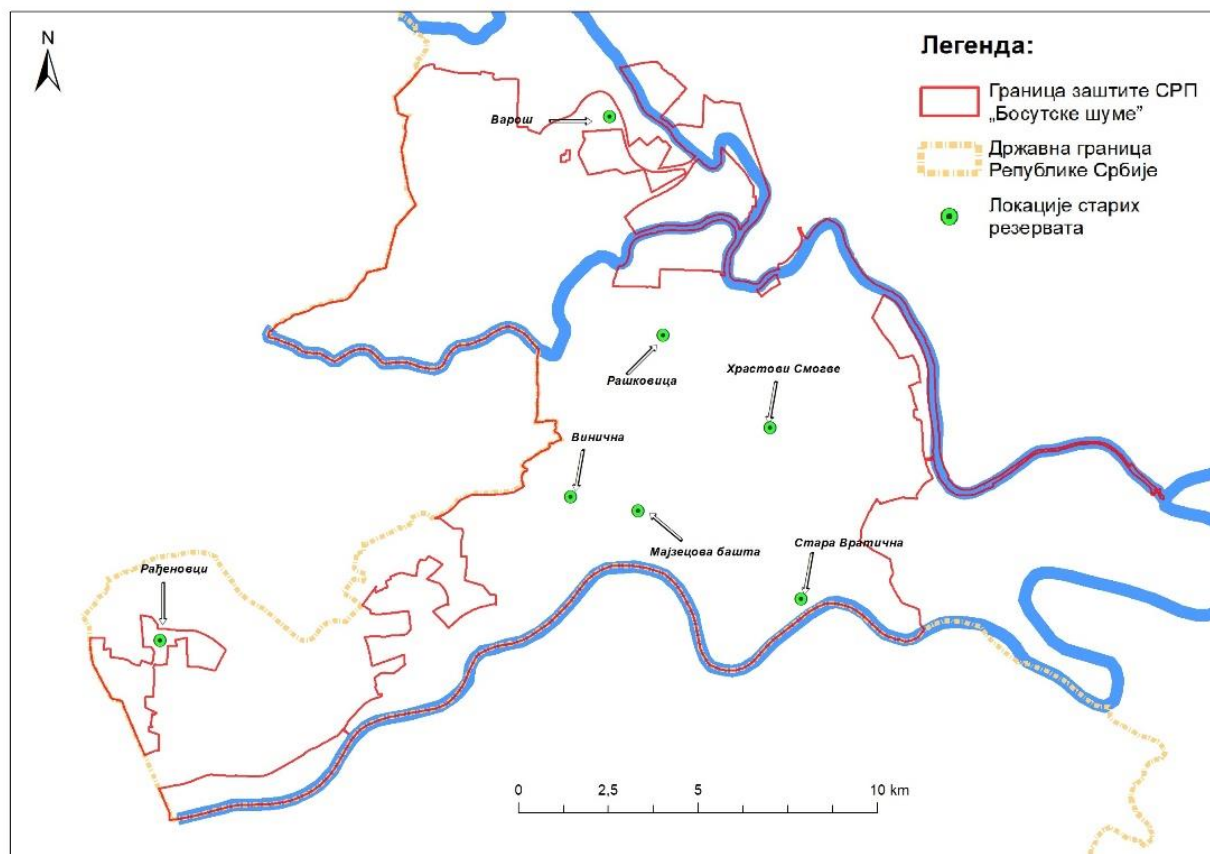 N
Легенда:
Граница заштите СРП
„Босутске шуме”
Државна граница
Републике Србије
Локације старих
резервата
Варош
Рашковица
Храстови Смогве
Винична
Мајзецова башта
Стара Вратична
Рађеновци
0 2,5 5 10 km